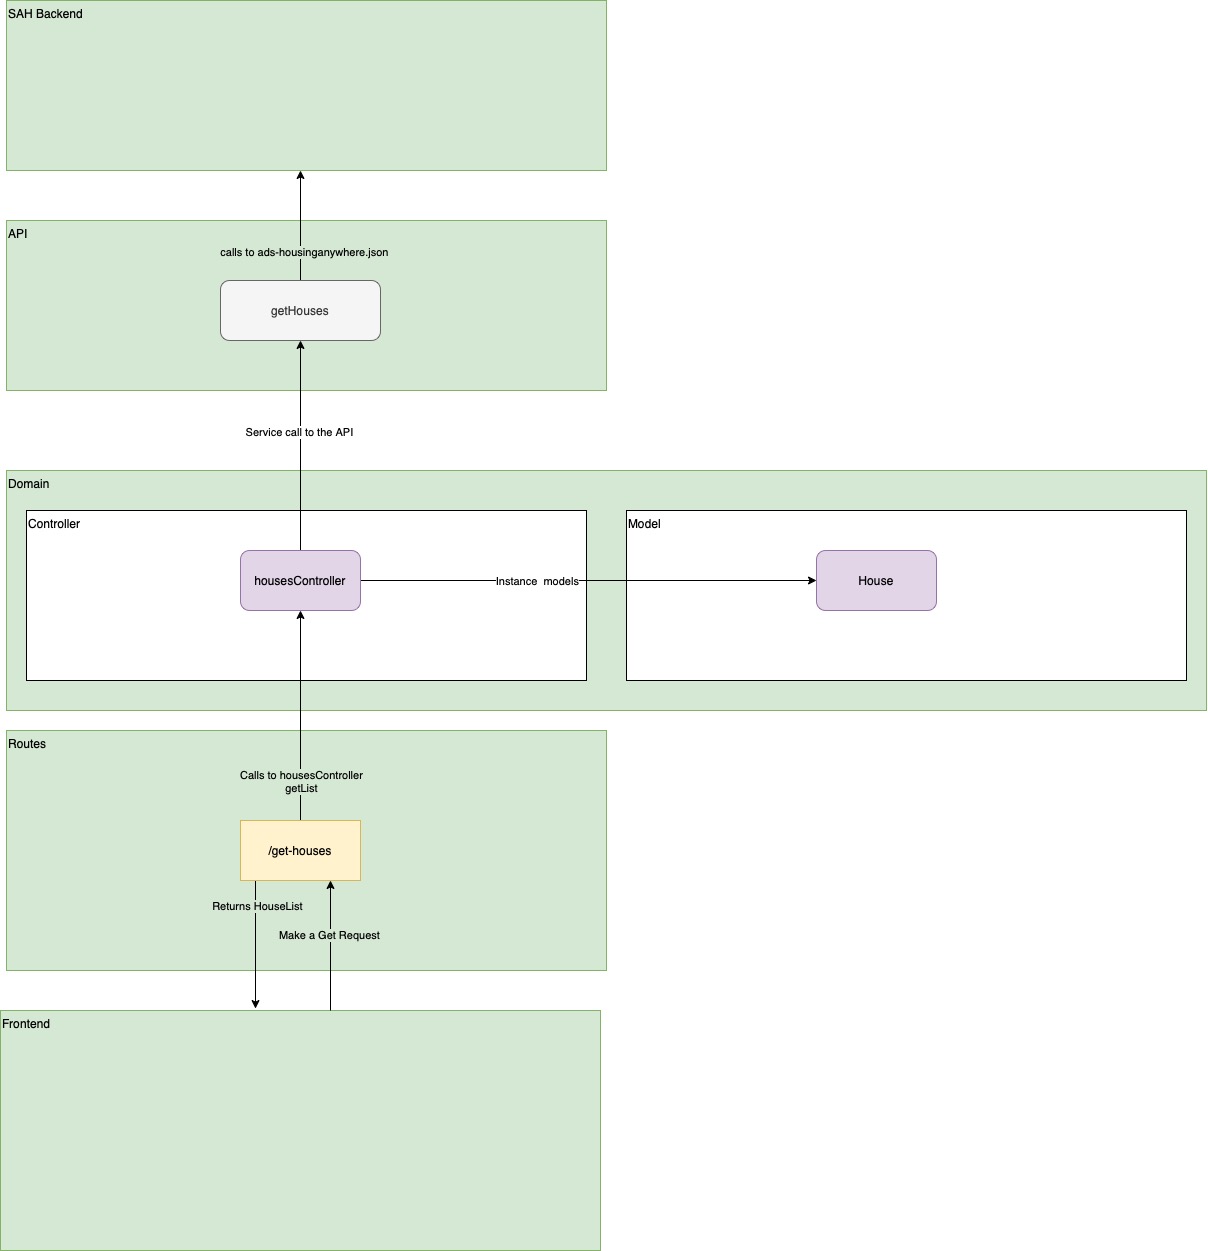 SAH Backend
API
calls to ads-housinganywhere.json
getHouses
Service call to the API
Domain
Controller
Model
housesController
Instance  models
House
Routes
Calls to housesController
getList
/get-houses
Returns HouseList
Make a Get Request
Frontend